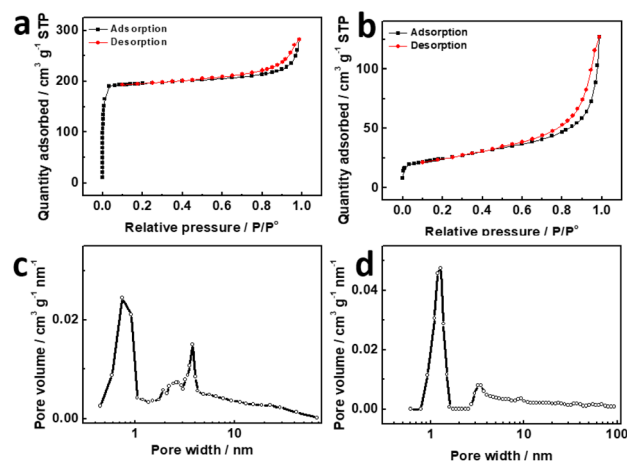 a
Adsorption
Desorption
Quantity adsorbed / cm³ g⁻¹ STP
300
200
100
0
0.0 0.2 0.4 0.6 0.8 1.0
Relative pressure / P/P°
b
Adsorption
Desorption
Quantity adsorbed / cm³ g⁻¹ STP
100
50
0
0.0 0.2 0.4 0.6 0.8 1.0
Relative pressure / P/P°
c
Pore volume / cm³ g⁻¹ nm⁻¹
0.02
0.00
1 10
Pore width / nm
d
Pore volume / cm³ g⁻¹ nm⁻¹
0.04
0.02
0.00
1 10 100
Pore width / nm